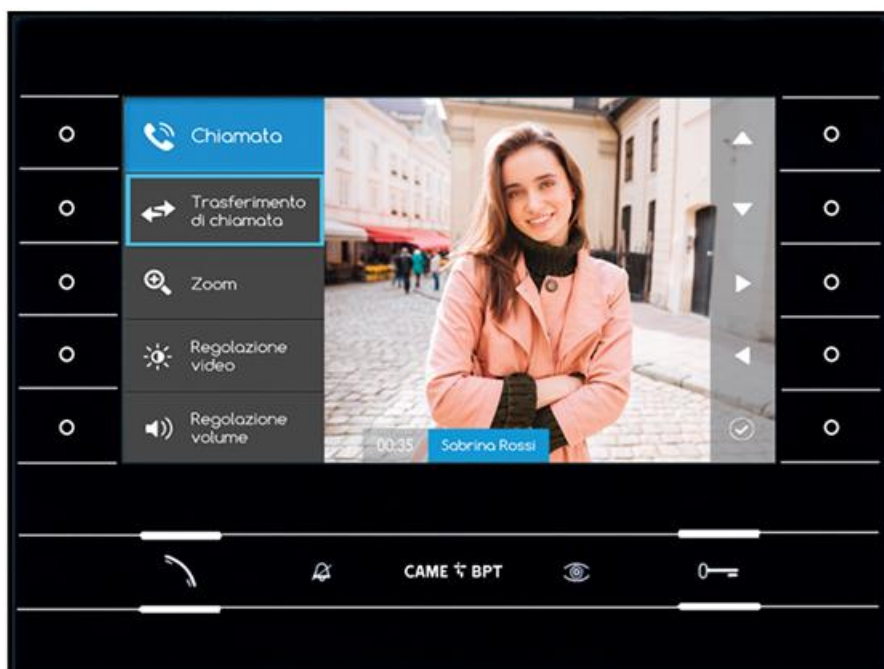 Chiamata
Trasferimento
di chiamata
Zoom
Regolazione
video
Regolazione
volume
00:35 Sabrina Rossi
CAME BPT